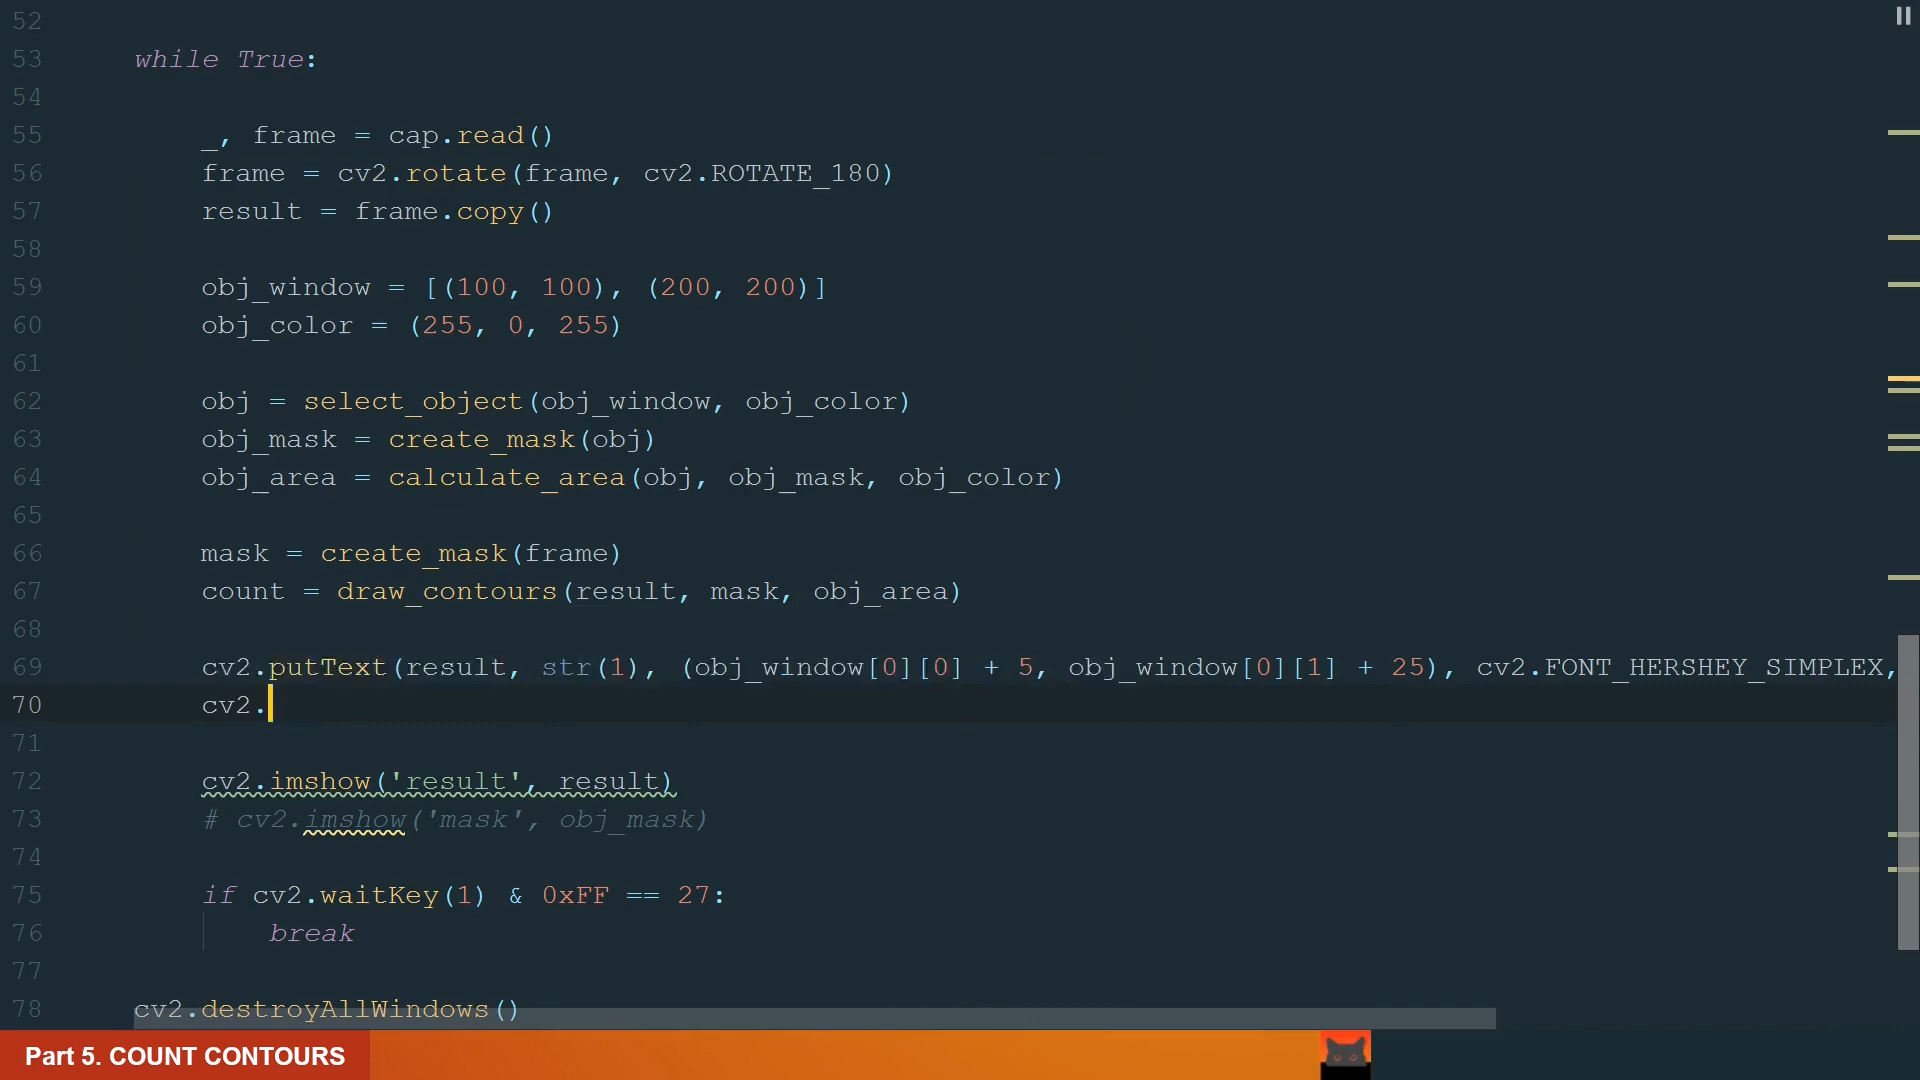 52
53 while True:
54
55 _, frame = cap.read()
56 frame = cv2.rotate(frame, cv2.ROTATE_180)
57 result = frame.copy()
58
59 obj_window = [(100, 100), (200, 200)]
60 obj_color = (255, 0, 255)
61
62 obj = select_object(obj_window, obj_color)
63 obj_mask = create_mask(obj)
64 obj_area = calculate_area(obj, obj_mask, obj_color)
65
66 mask = create_mask(frame)
67 count = draw_contours(result, mask, obj_area)
68
69 cv2.putText(result, str(1), (obj_window[0][0] + 5, obj_window[0][1] + 25), cv2.FONT_HERSHEY_SIMPLEX,
70 cv2.
71
72 cv2.imshow('result', result)
73 # cv2.imshow('mask', obj_mask)
74
75 if cv2.waitKey(1) & 0xFF == 27:
76 break
77
78 cv2.destroyAllWindows()
Part 5. COUNT CONTOURS